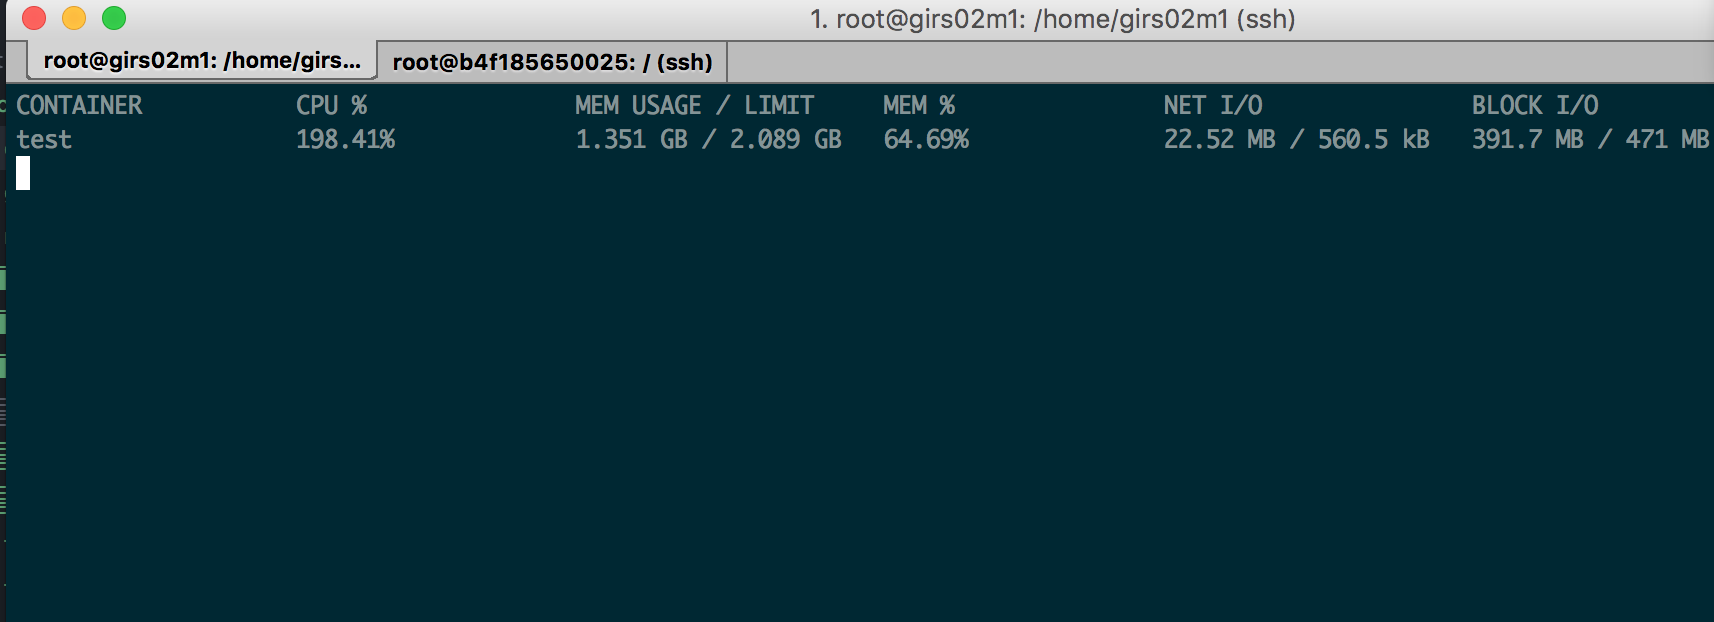 1. root@girs02m1: /home/girs02m1 (ssh)
root@girs02m1: /home/girs... root@b4f185650025: / (ssh)
CONTAINER CPU % MEM USAGE / LIMIT MEM % NET I/O BLOCK I/O
test 198.41% 1.351 GB / 2.089 GB 64.69% 22.52 MB / 560.5 kB 391.7 MB / 471 MB